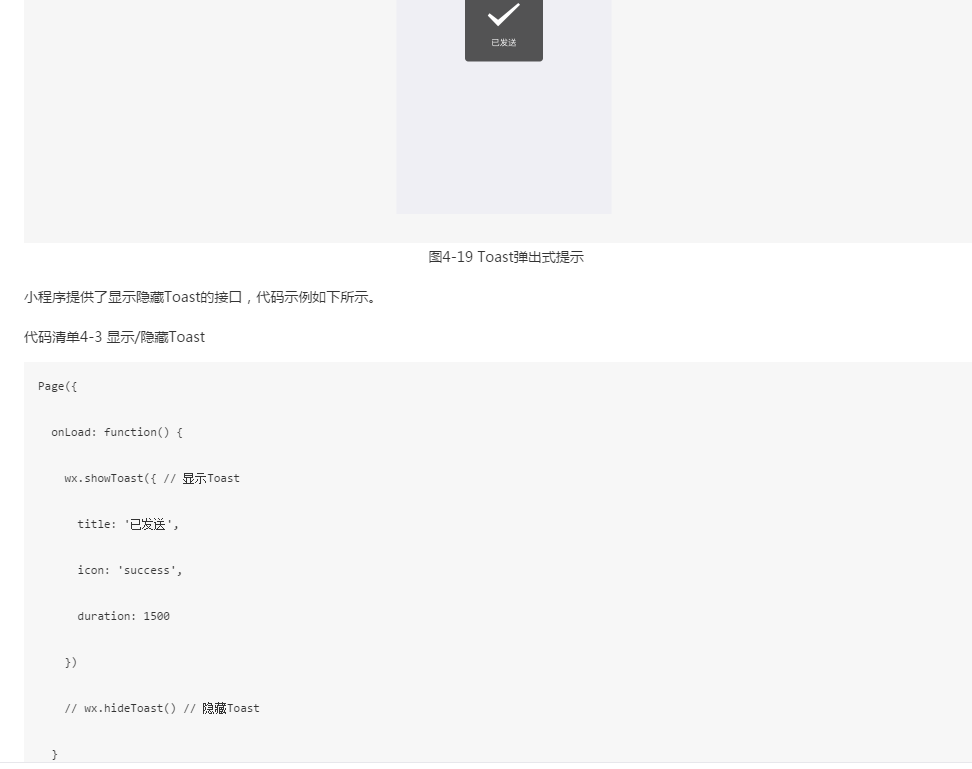 已发送
图4-19 Toast弹出式提示
小程序提供了显示隐藏Toast的接口，代码示例如下所示。
代码清单4-3 显示/隐藏Toast
Page({
onLoad: function() {
wx.showToast({ // 显示Toast
title: '已发送',
icon: 'success',
duration: 1500
})
// wx.hideToast() // 隐藏Toast
}